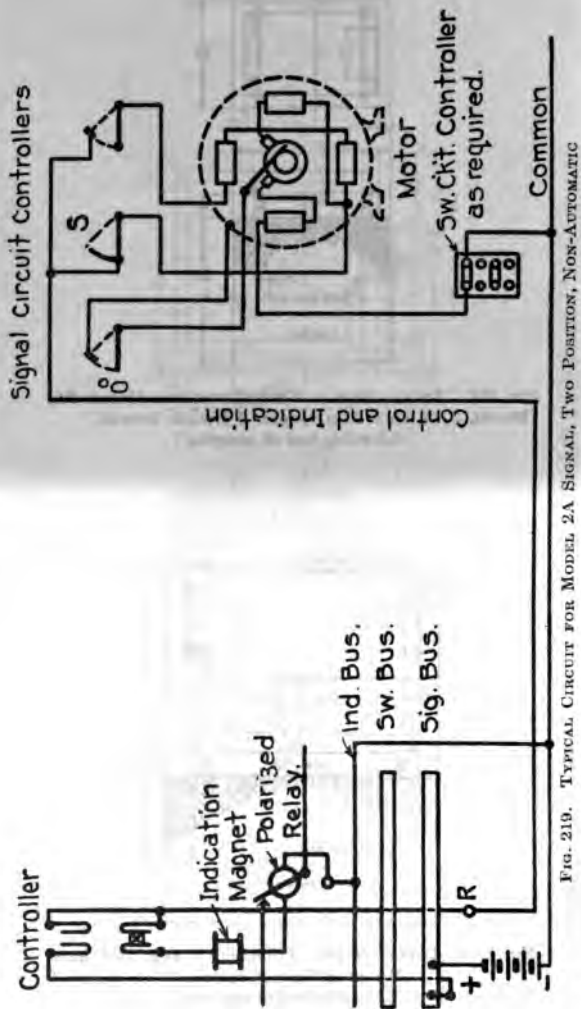 Controller
Indication
Magnet
Polarized
Relay.
Ind. Bus.
Sw. Bus.
Sig. Bus.
R
+
-
Signal Circuit Controllers
O°
S
Control and Indication
Motor
Sw. Ckt. Controller
as required.
Common
FIG. 219. TYPICAL CIRCUIT FOR MODEL 2A SIGNAL, TWO POSITION, NON-AUTOMATIC